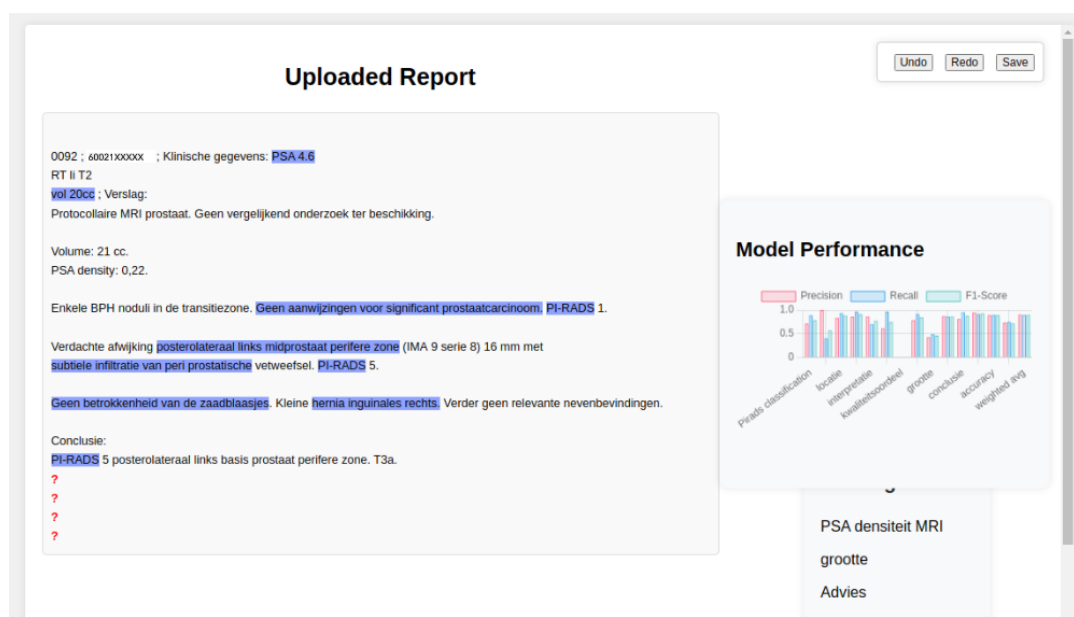 Undo Redo Save
Uploaded Report
0092 ; 60021XXXXX ; Klinische gegevens: PSA 4.6
RT li T2
vol 20cc ; Verslag:
Protocollaire MRI prostaat. Geen vergelijkend onderzoek ter beschikking.
Volume: 21 cc.
PSA density: 0,22.
Enkele BPH noduli in de transitiezone. Geen aanwijzingen voor significant prostaatcarcinoom. PI-RADS 1.
Verdachte afwijking posterolateraal links midprostaat perifere zone (IMA 9 serie 8) 16 mm met
subtiele infiltratie van peri prostatische vetweefsel. PI-RADS 5.
Geen betrokkenheid van de zaadblaasjes. Kleine hernia inguinales rechts. Verder geen relevante nevenbevindingen.
Conclusie:
PI-RADS 5 posterolateraal links basis prostaat perifere zone. T3a.
?
?
?
?
Model Performance
Precision Recall F1-Score
1.0
0.5
0
Pirads classification
locatie
interpretatie
kwaliteitsoordeel
grootte
conclusie
accuracy
weighted avg
PSA densiteit MRI
grootte
Advies